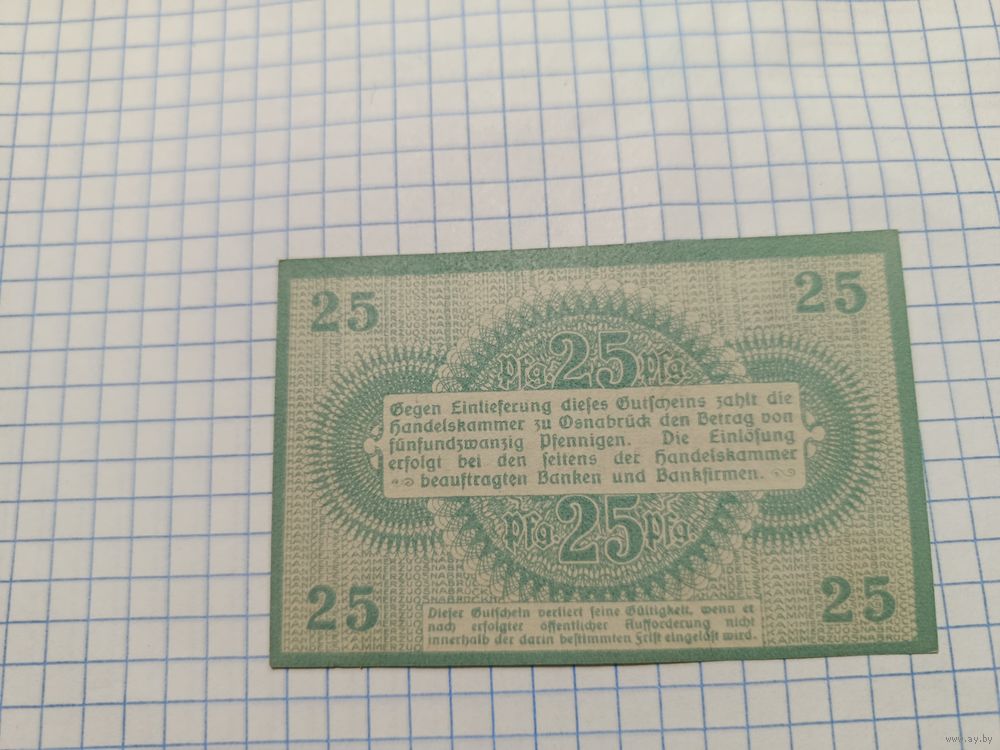 25 25
Pfg. 25 Pfg.
Gegen Einlieferung dieses Gutscheins zahlt die
Handelskammer zu Osnabrück den Betrag von
fünfundzwanzig Pfennigen. Die Einlösung
erfolgt bei den seitens der Handelskammer
beauftragten Banken und Bankfirmen.
Pfg. 25 Pfg.
25 25
Dieser Gutschein verliert seine Gültigkeit, wenn er
nach erfolgter öffentlicher Aufforderung nicht
innerhalb der darin bestimmten Frist eingelöst wird.
www.ay.by